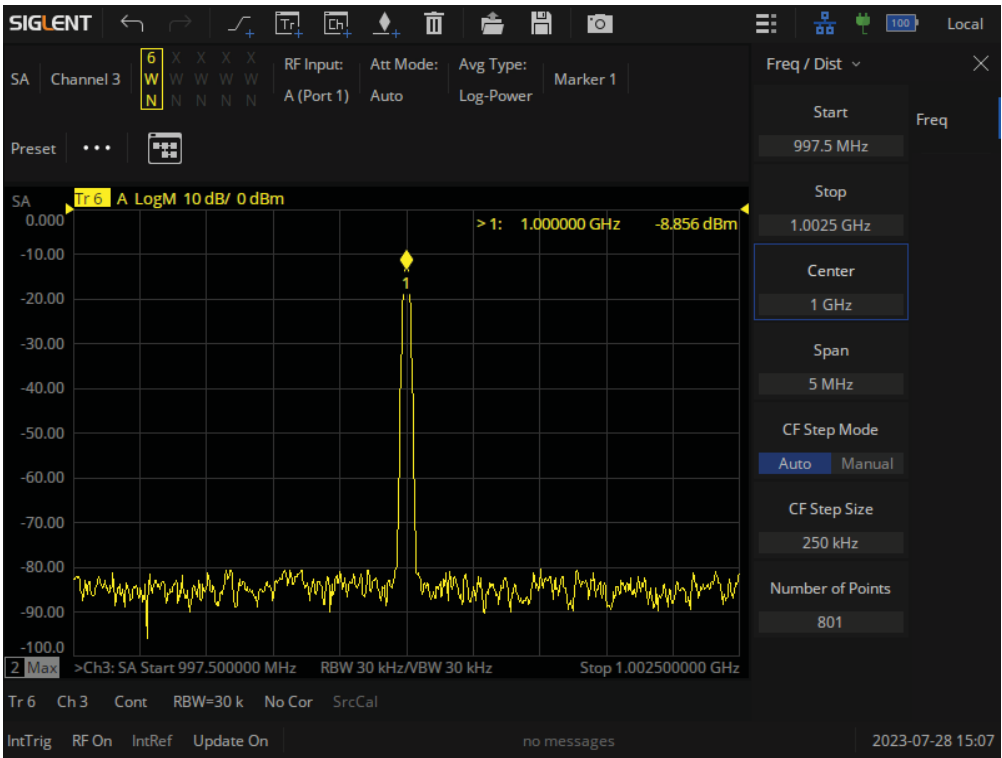 SIGLENT Tr Ch 100 Local
SA Channel 3 6 X X X X RF Input: Att Mode: Avg Type: Marker 1
W W W W W A (Port 1) Auto Log-Power
N N N N N
Preset •••
SA Tr 6 A LogM 10 dB/ 0 dBm
> 1: 1.000000 GHz -8.856 dBm
0.000
-10.00
-20.00
-30.00
-40.00
-50.00
-60.00
-70.00
-80.00
-90.00
-100.0
1
2 Max >Ch3: SA Start 997.500000 MHz RBW 30 kHz/VBW 30 kHz Stop 1.0025000000 GHz
Tr 6 Ch 3 Cont RBW=30 k No Cor SrcCal
IntTrig RF On IntRef Update On no messages 2023-07-28 15:07
Freq / Dist
Freq
Start
997.5 MHz
Stop
1.0025 GHz
Center
1 GHz
Span
5 MHz
CF Step Mode
Auto Manual
CF Step Size
250 kHz
Number of Points
801